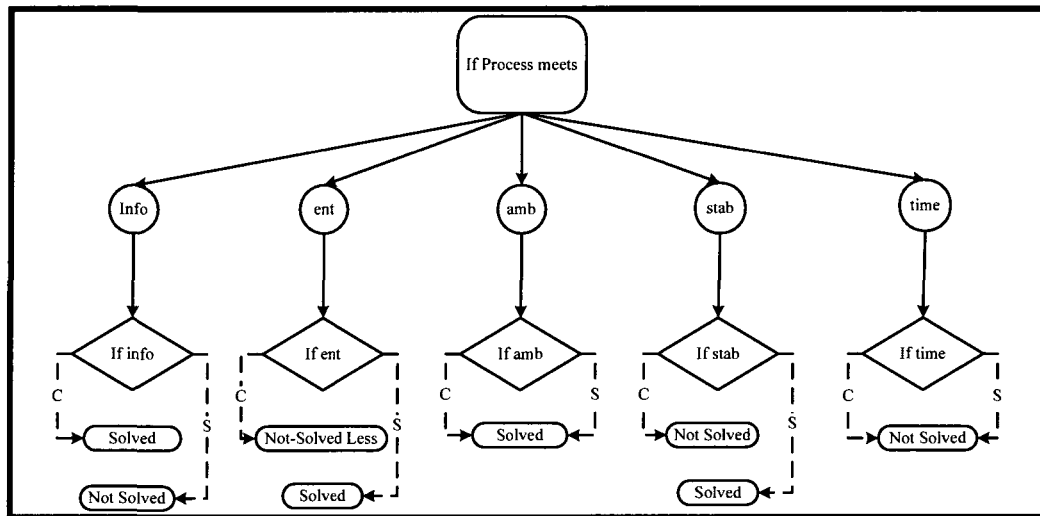 If Process meets
Info
ent
amb
stab
time
If info
If ent
If amb
If stab
If time
C
S
C
S
C
S
C
S
C
S
Solved
Not-Solved Less
Solved
Not Solved
Not Solved
Not Solved
Solved
Solved